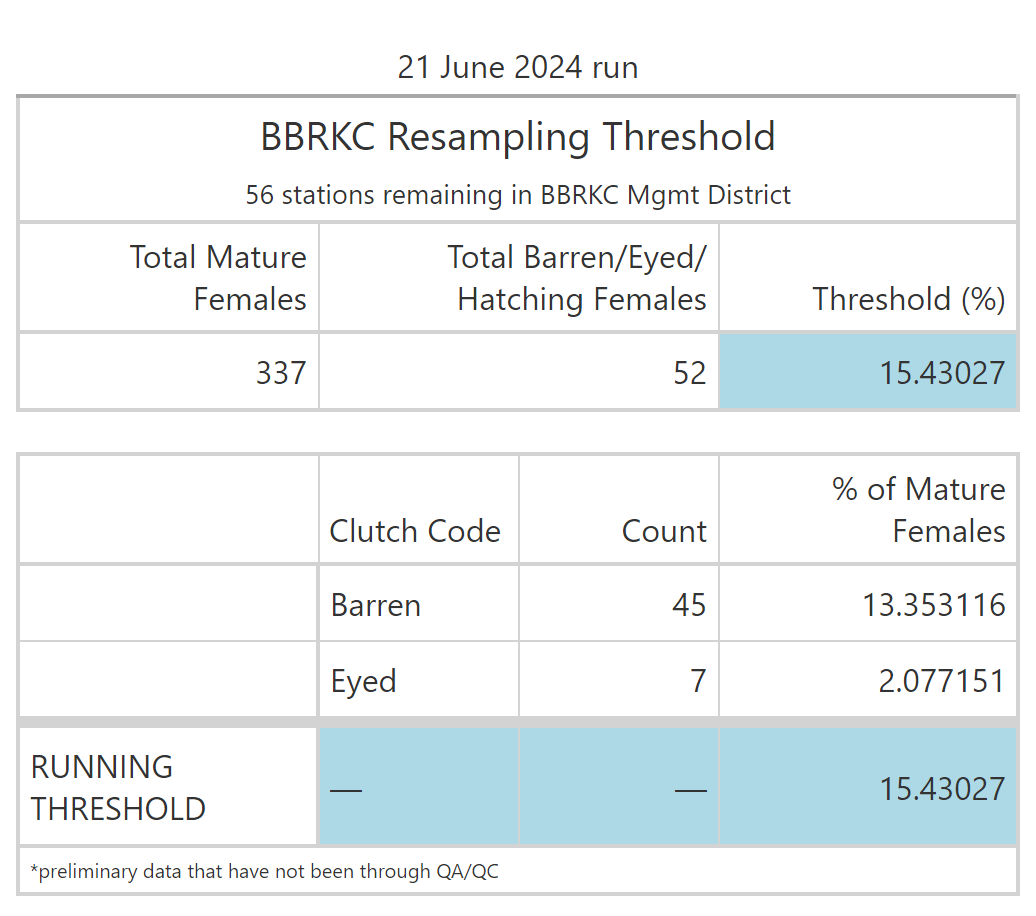 21 June 2024 run
BBRKC Resampling Threshold
56 stations remaining in BBRKC Mgmt District
Total Mature Females
Total Barren/Eyed/ Hatching Females
Threshold (%)
337 52 15.43027
Clutch Code Count % of Mature Females
Barren 45 13.353116
Eyed 7 2.077151
RUNNING THRESHOLD — — 15.43027
*preliminary data that have not been through QA/QC